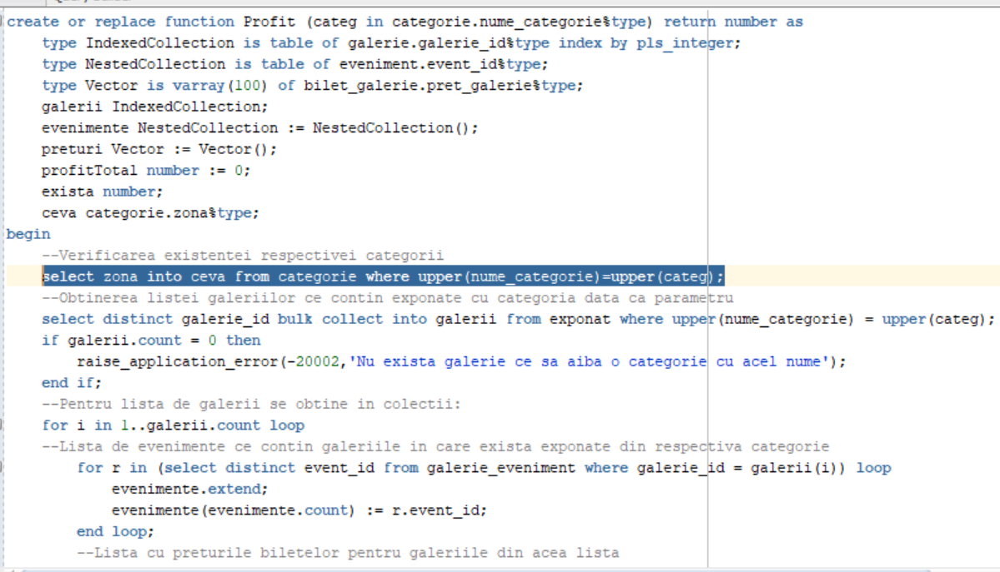 create or replace function Profit (categ in categorie.nume_categorie%type) return number as
    type IndexedCollection is table of galerie.galerie_id%type index by pls_integer;
    type NestedCollection is table of eveniment.event_id%type;
    type Vector is varray(100) of bilet_galerie.pret_galerie%type;
    galerii IndexedCollection;
    evenimente NestedCollection := NestedCollection();
    preturi Vector := Vector();
    profitTotal number := 0;
    exista number;
    ceva categorie.zona%type;
begin
    --Verificarea existentei respectivei categorii
    select zona into ceva from categorie where upper(nume_categorie)=upper(categ);
    --Obtinerea listei galeriilor ce contin exponate cu categoria data ca parametru
    select distinct galerie_id bulk collect into galerii from exponat where upper(nume_categorie) = upper(categ);
    if galerii.count = 0 then
        raise_application_error(-20002,'Nu exista galerie ce sa aiba o categorie cu acel nume');
    end if;
    --Pentru lista de galerii se obtine in colectii:
    for i in 1..galerii.count loop
    --Lista de evenimente ce contin galeriile in care exista exponate din respectiva categorie
        for r in (select distinct event_id from galerie_eveniment where galerie_id = galerii(i)) loop
            evenimente.extend;
            evenimente(evenimente.count) := r.event_id;
        end loop;
        --Lista cu preturile biletelor pentru galeriile din acea lista